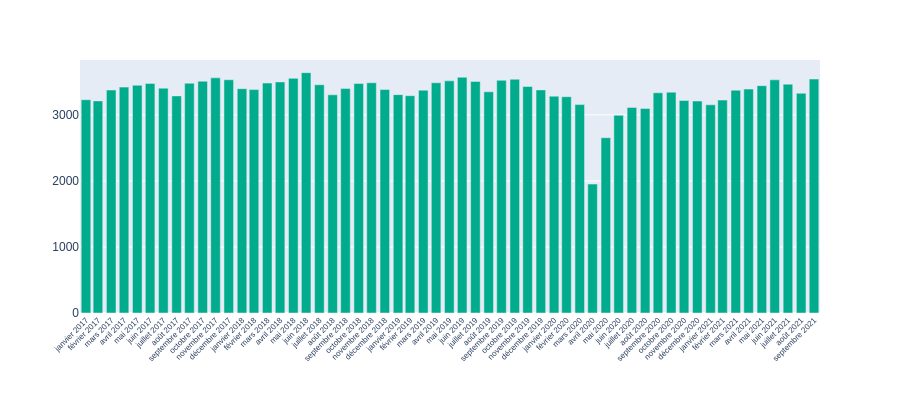 3000
2000
1000
0
janvier 2017
février 2017
mars 2017
avril 2017
mai 2017
juin 2017
juillet 2017
août 2017
septembre 2017
octobre 2017
novembre 2017
décembre 2017
janvier 2018
février 2018
mars 2018
avril 2018
mai 2018
juin 2018
juillet 2018
août 2018
septembre 2018
octobre 2018
novembre 2018
décembre 2018
janvier 2019
février 2019
mars 2019
avril 2019
mai 2019
juin 2019
juillet 2019
août 2019
septembre 2019
octobre 2019
novembre 2019
décembre 2019
janvier 2020
février 2020
mars 2020
avril 2020
mai 2020
juin 2020
juillet 2020
août 2020
septembre 2020
octobre 2020
novembre 2020
décembre 2020
janvier 2021
février 2021
mars 2021
avril 2021
mai 2021
juin 2021
juillet 2021
août 2021
septembre 2021